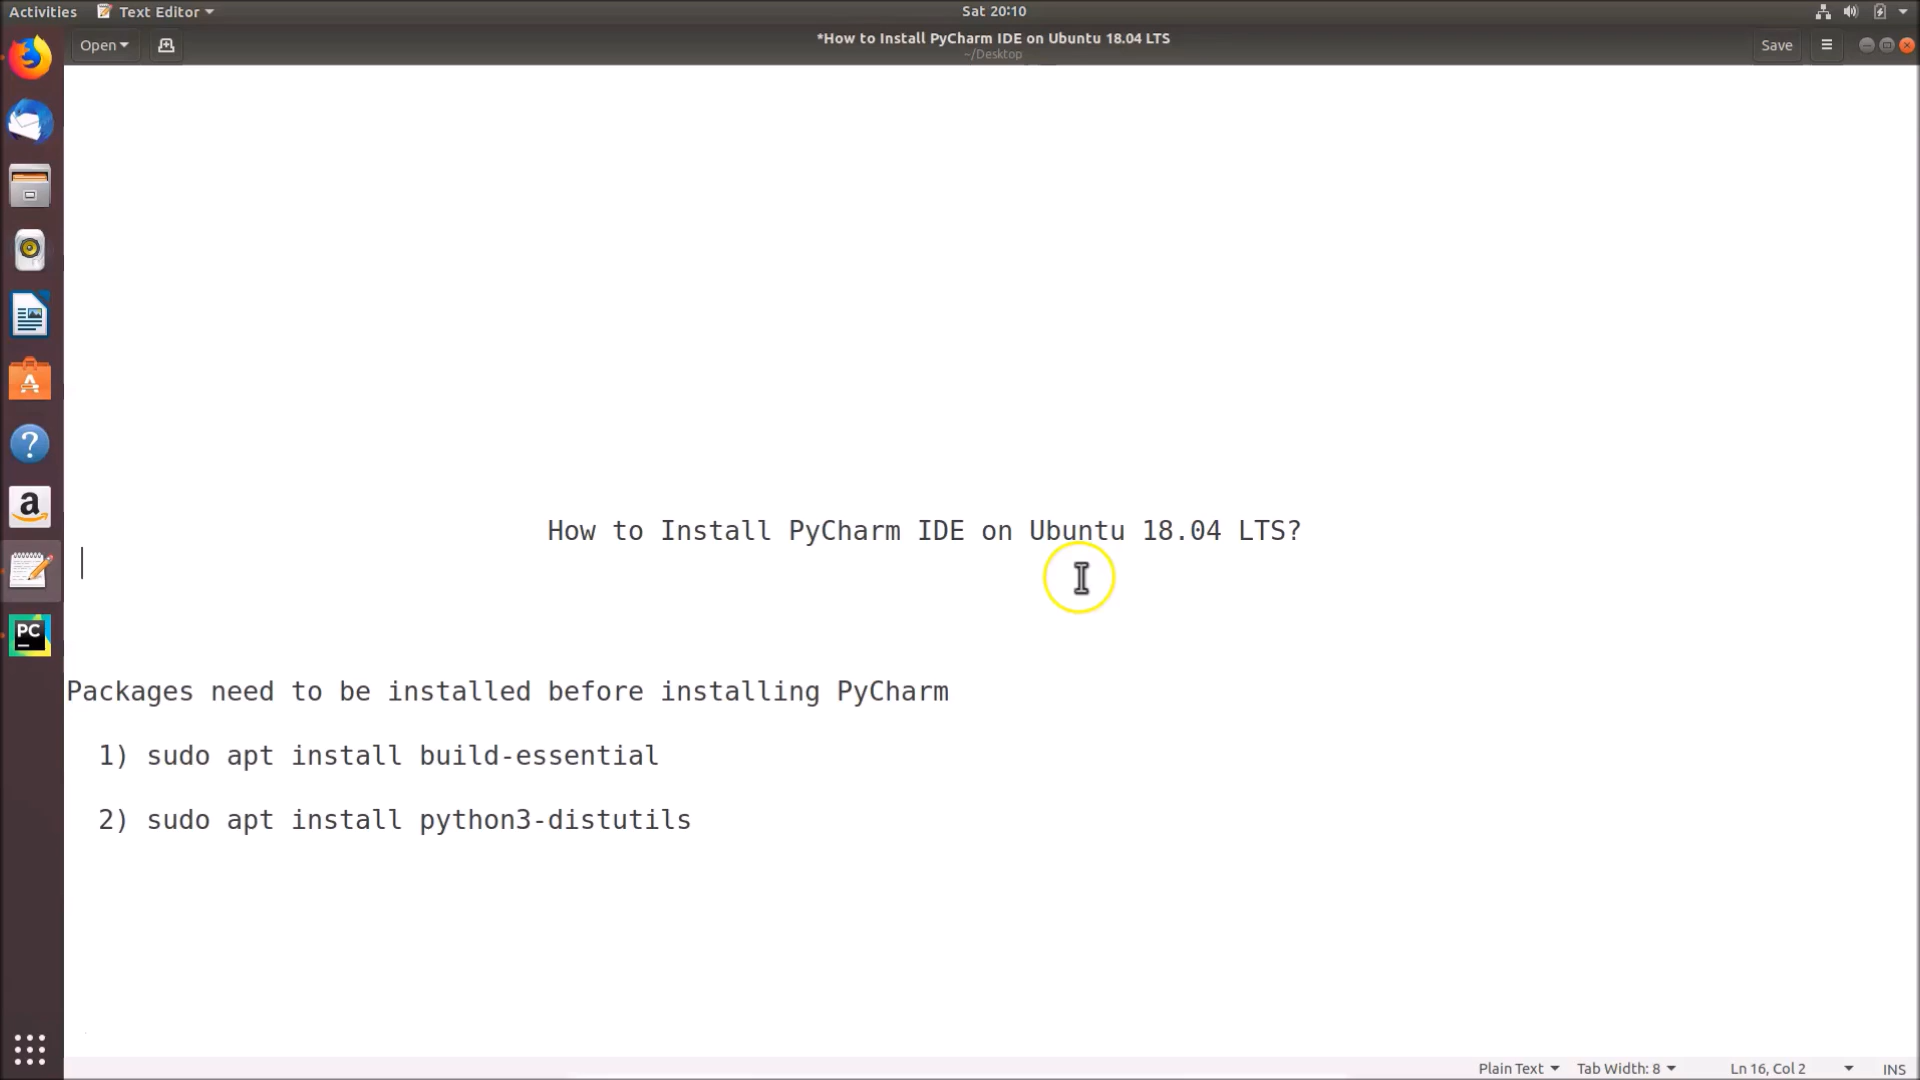 Activities Text Editor Sat 20:10
Open *How to Install PyCharm IDE on Ubuntu 18.04 LTS Save
~/Desktop
How to Install PyCharm IDE on Ubuntu 18.04 LTS?
PC
Packages need to be installed before installing PyCharm
1) sudo apt install build-essential
2) sudo apt install python3-distutils
Plain Text Tab Width: 8 Ln 16, Col 2 INS